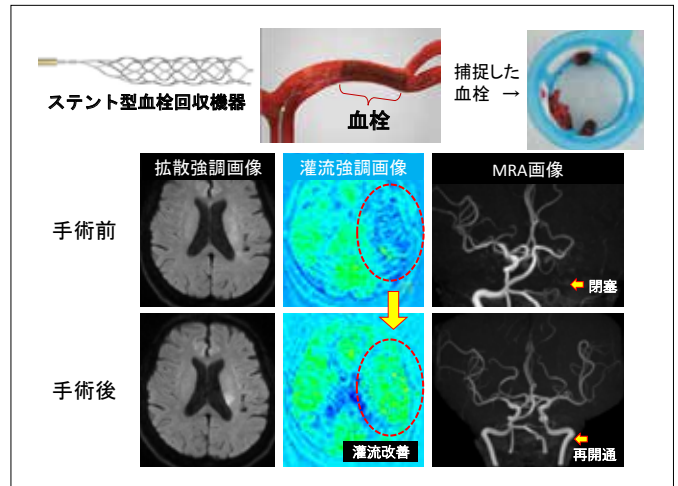 ステント型血栓回収機器
血栓
捕捉した
血栓 →
拡散強調画像
灌流強調画像
MRA画像
手術前
閉塞
手術後
灌流改善
再開通